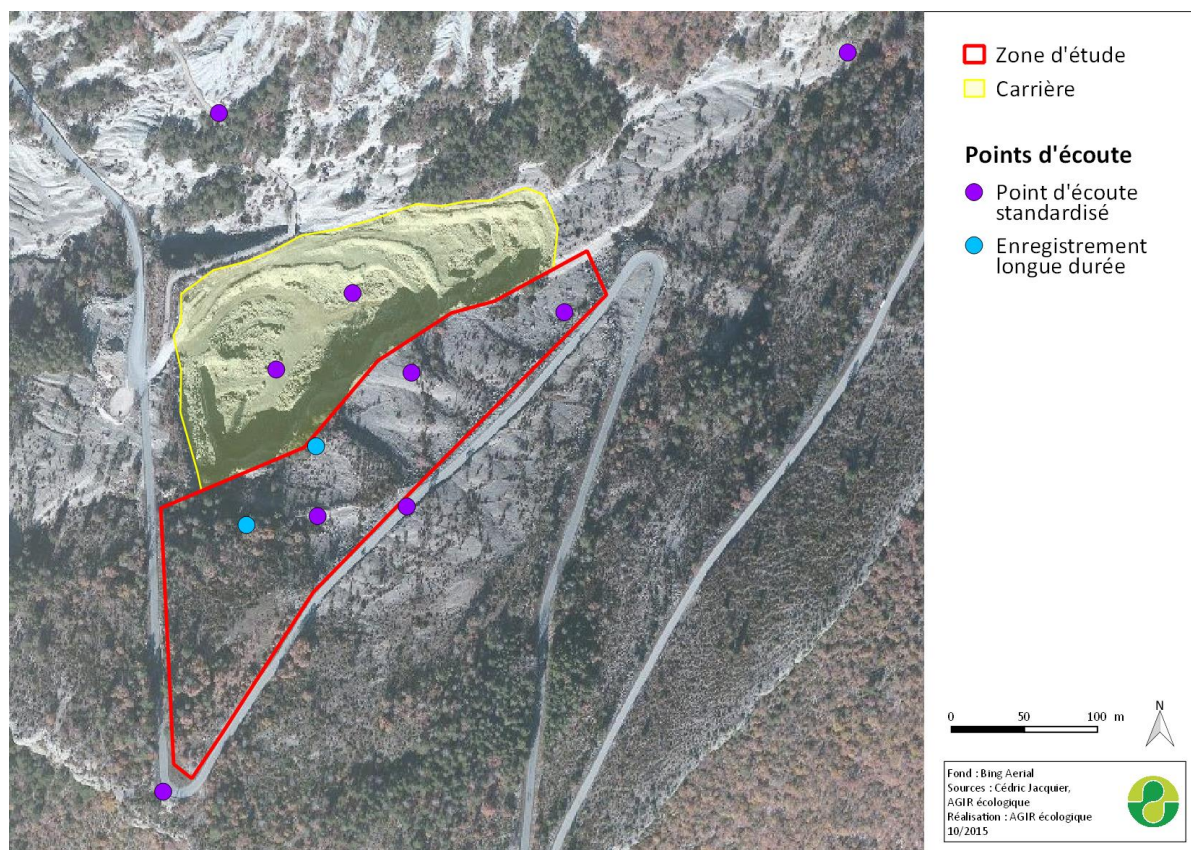 Zone d'étude
Carrière
Points d'écoute
Point d'écoute
standardisé
Enregistrement
longue durée
N
0 50 100 m
Fond : Bing Aerial
Sources : Cédric Jacquier,
AGIR écologique
Réalisation : AGIR écologique
10/2015